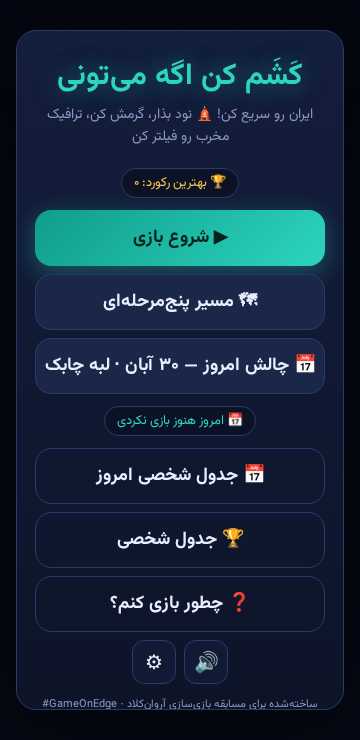 کَشَم کن اگه می‌تونی
ایران رو سریع کن! 🛕 نود بذار، گرمش کن، ترافیک
مخرب رو فیلتر کن
🏆 بهترین رکورد: ۰
▶ شروع بازی
🗺 مسیر پنج‌مرحله‌ای
📅 چالش امروز — ۳۰ آبان · لبه چابک
📅 امروز هنوز بازی نکردی
📅 جدول شخصی امروز
🏆 جدول شخصی
❓ چطور بازی کنم؟
ساخته‌شده برای مسابقه بازی‌سازی آروان‌کلاد · #GameOnEdge